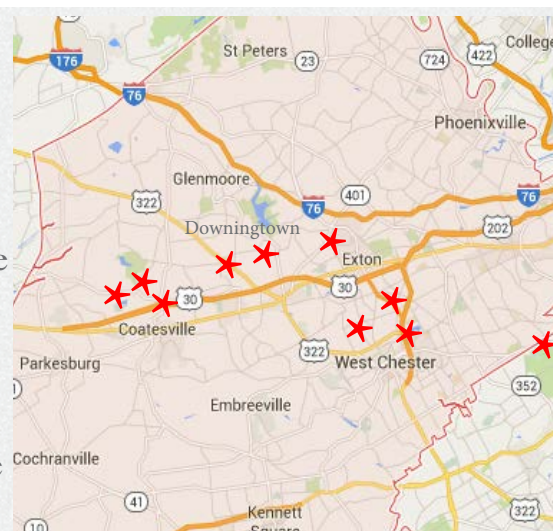 176
76
St Peters
23
724
422
College
Phoenixville
Glenmoore
322
401
76
76
202
Downingtown
Exton
30
30
Coatesville
322
West Chester
Parkesburg
352
Embreeville
Cochranville
41
Kennett
322
10